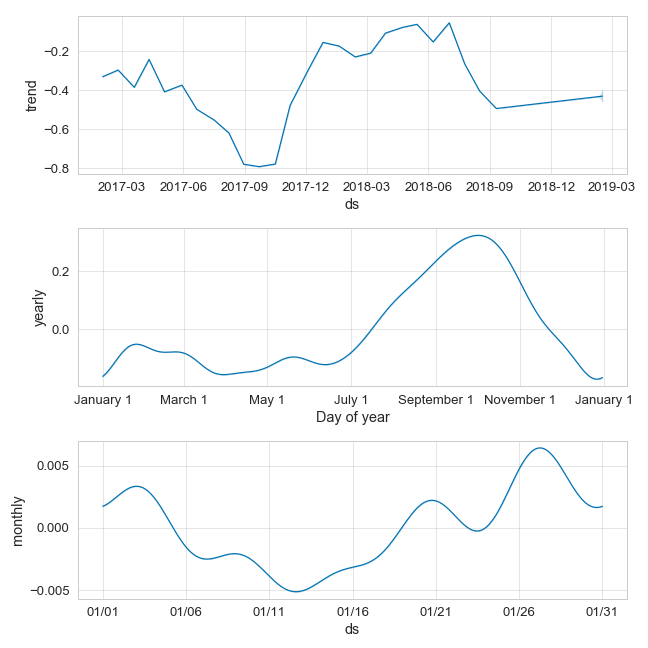 −0.2
−0.4
−0.6
−0.8
trend
2017-03 2017-06 2017-09 2017-12 2018-03 2018-06 2018-09 2018-12 2019-03
ds
0.2
0.0
yearly
January 1 March 1 May 1 July 1 September 1 November 1 January 1
Day of year
0.005
0.000
−0.005
monthly
01/01 01/06 01/11 01/16 01/21 01/26 01/31
ds